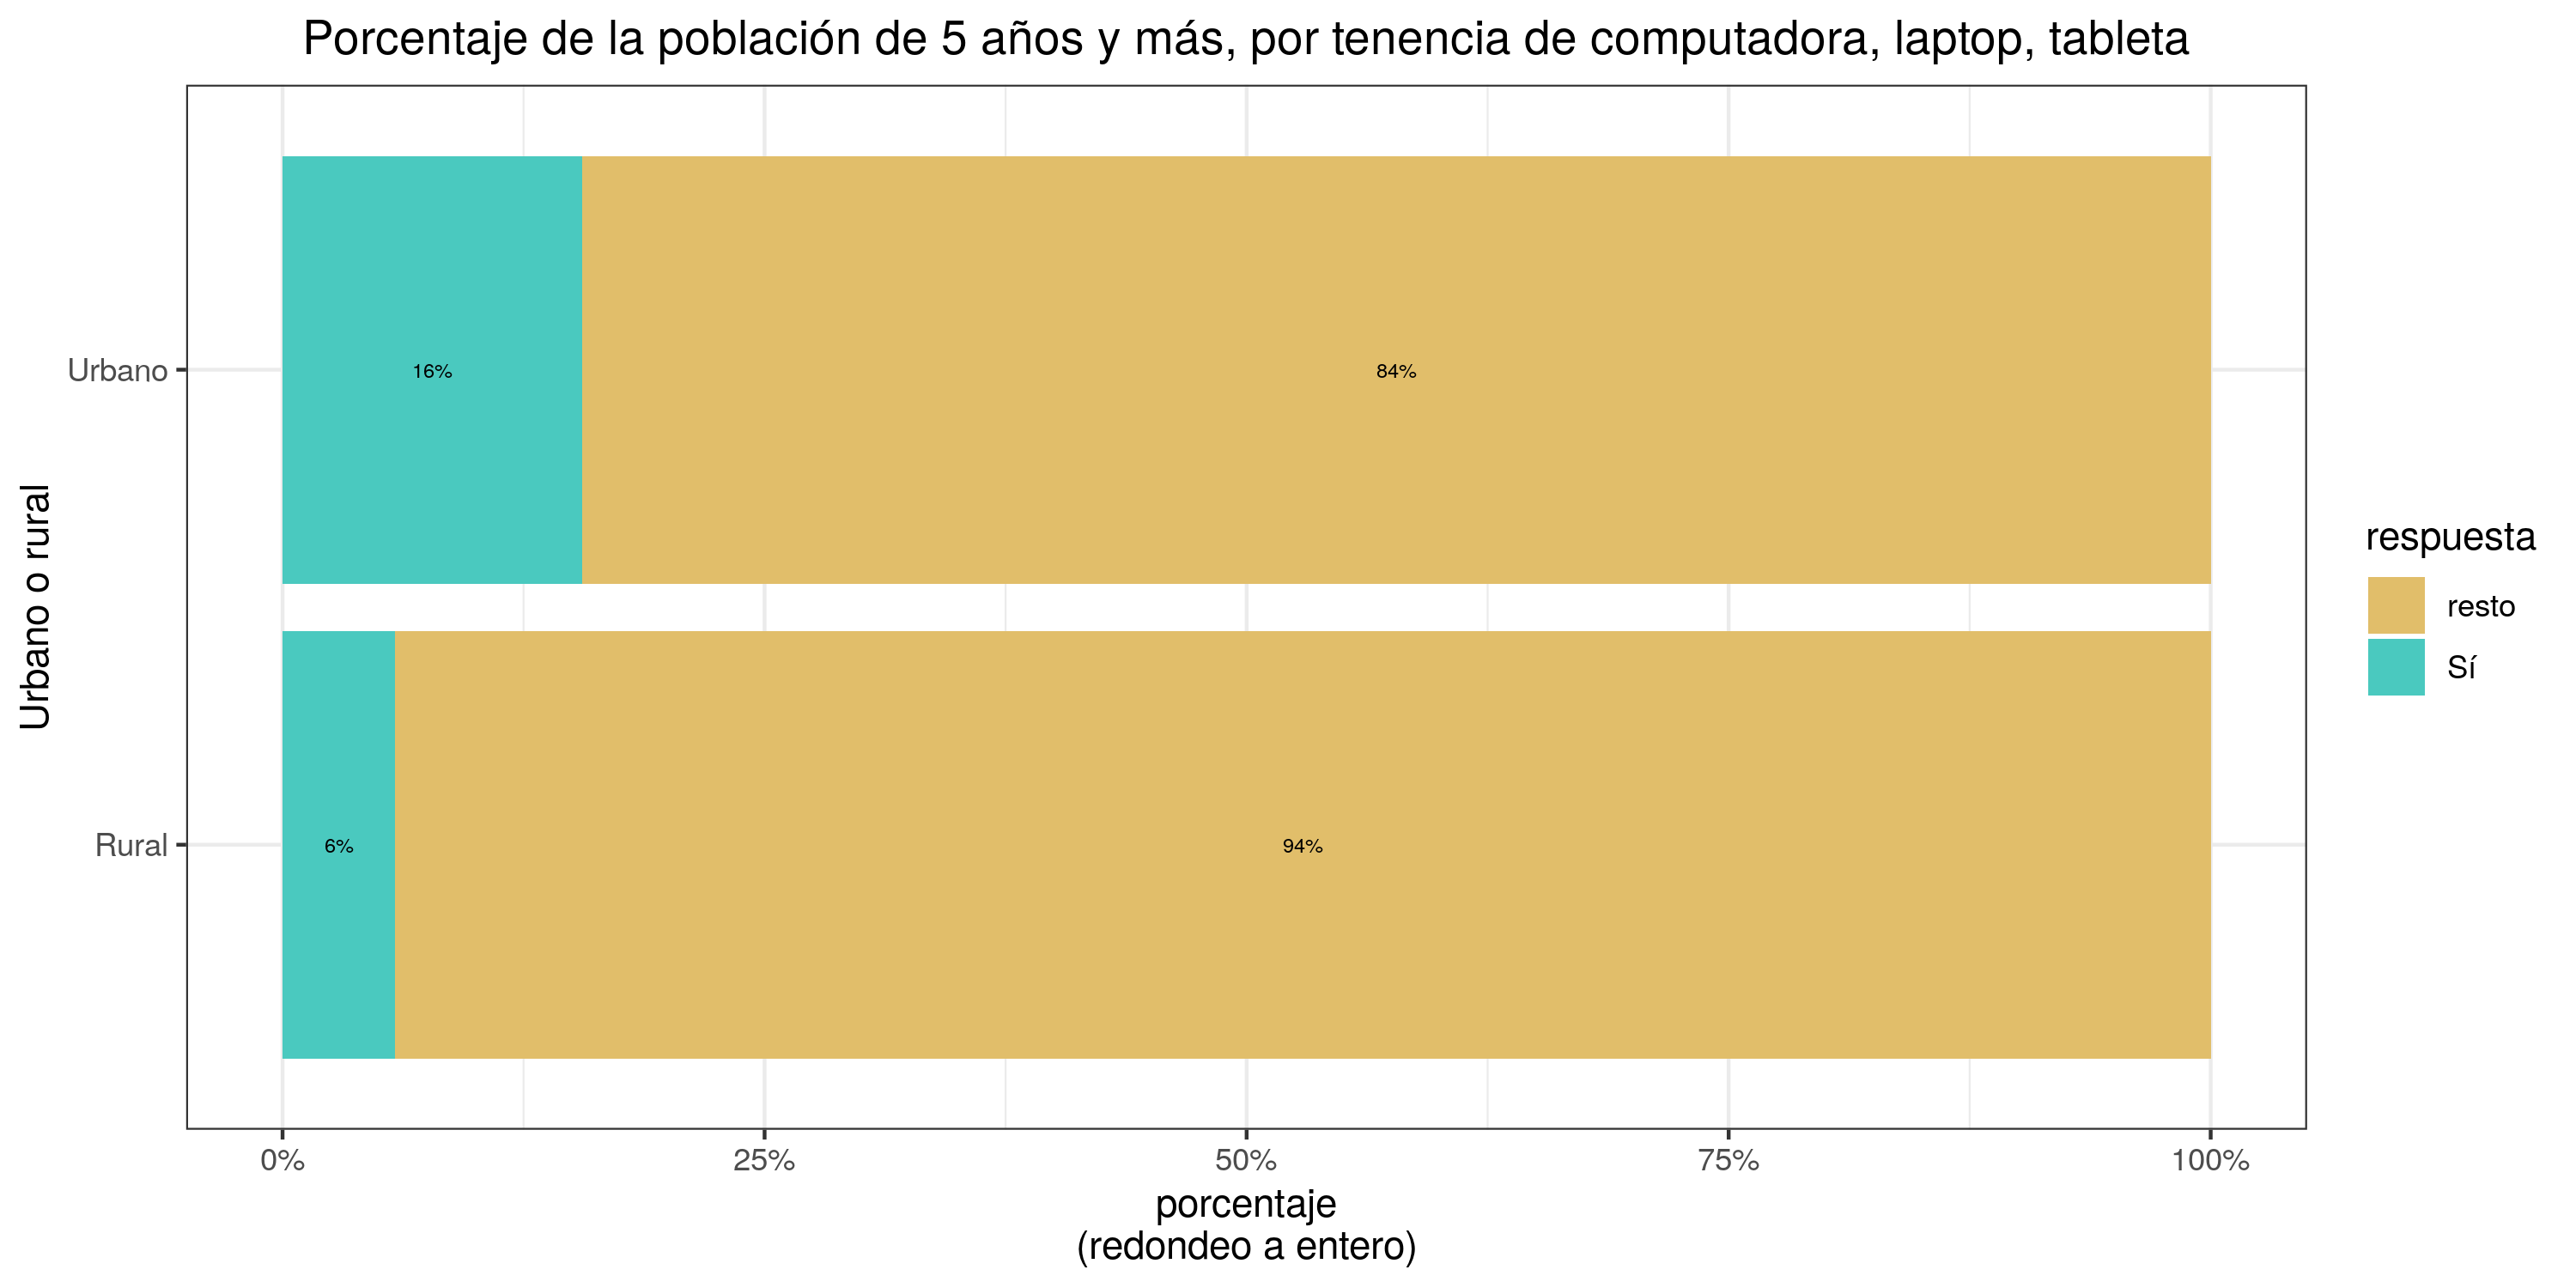 Porcentaje de la población de 5 años y más, por tenencia de computadora, laptop, tableta
Urbano o rural
Urbano
16%
84%
Rural
6%
94%
0%
25%
50%
75%
100%
porcentaje
(redondeo a entero)
respuesta
resto
Sí